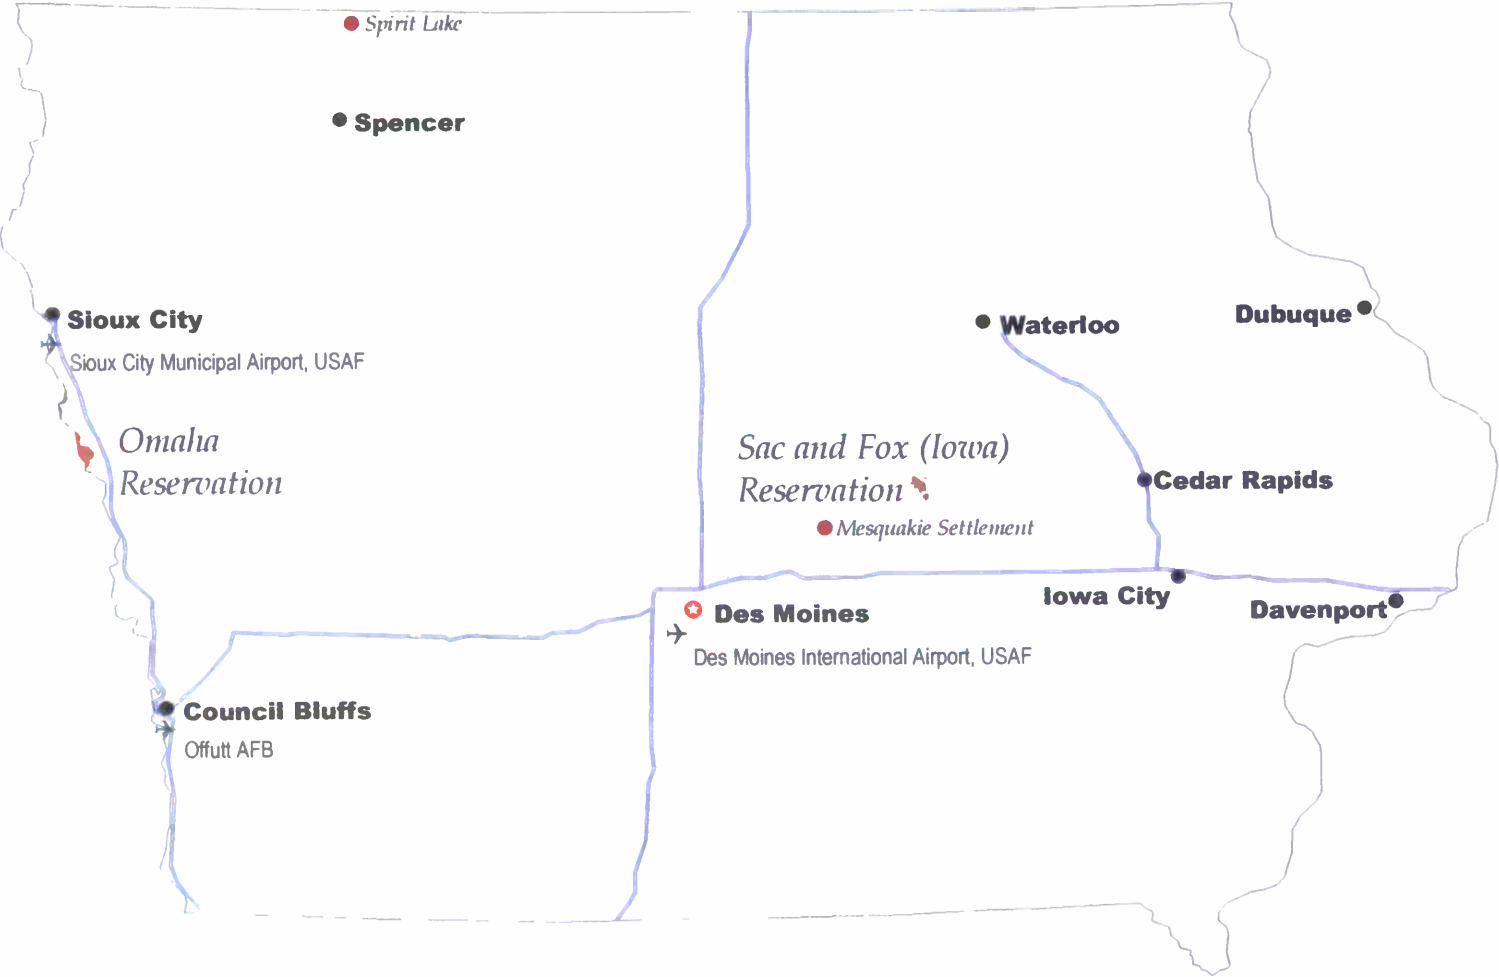 Spirit Lake
Spencer
Sioux City
Sioux City Municipal Airport, USAF
Waterloo
Dubuque
Omaha
Reservation
Sac and Fox (Iowa)
Reservation
Cedar Rapids
Mesquakie Settlement
Iowa City
Davenport
Des Moines
Des Moines International Airport, USAF
Council Bluffs
Offutt AFB